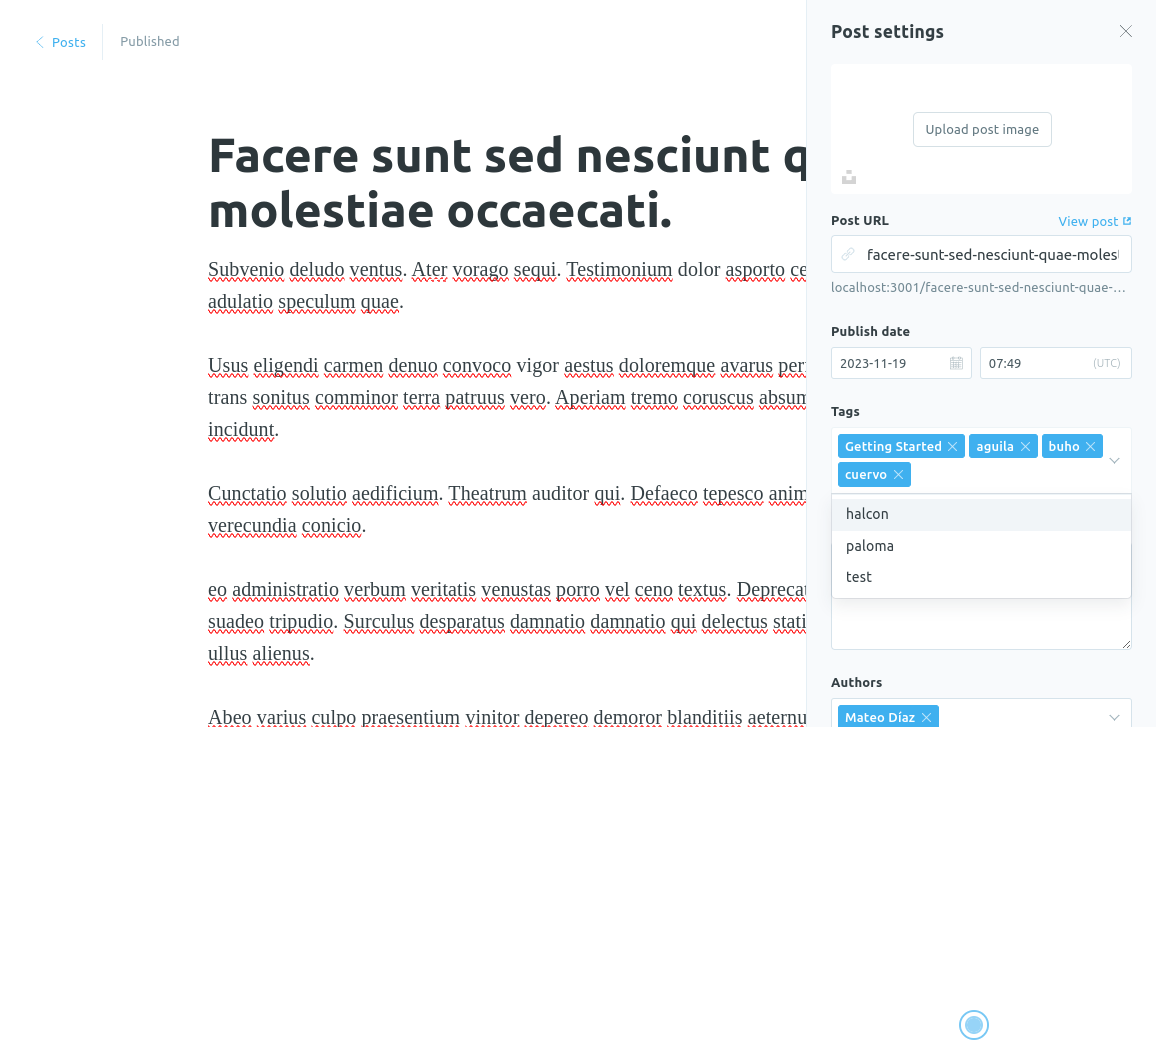 Posts
Published
Facere sunt sed nesciunt q
molestiae occaecati.
Subvenio deludo ventus. Ater vorago sequi. Testimonium dolor asporto ce
adulatio speculum quae.
Usus eligendi carmen denuo convoco vigor aestus doloremque avarus peri
trans sonitus comminor terra patruus vero. Aperiam tremo coruscus absum
incidunt.
Cunctatio solutio aedificium. Theatrum auditor qui. Defaeco tepesco anim
verecundia conicio.
eo administratio verbum veritatis venustas porro vel ceno textus. Deprecat
suadeo tripudio. Surculus desparatus damnatio damnatio qui delectus stati
ullus alienus.
Abeo varius culpo praesentium vinitor depereo demoror blanditiis aeternu
Post settings
Upload post image
Post URL
View post
facere-sunt-sed-nesciunt-quae-molest
localhost:3001/facere-sunt-sed-nesciunt-quae-...
Publish date
2023-11-19
07:49
(UTC)
Tags
Getting Started
aguila
buho
cuervo
halcon
paloma
test
Authors
Mateo Díaz